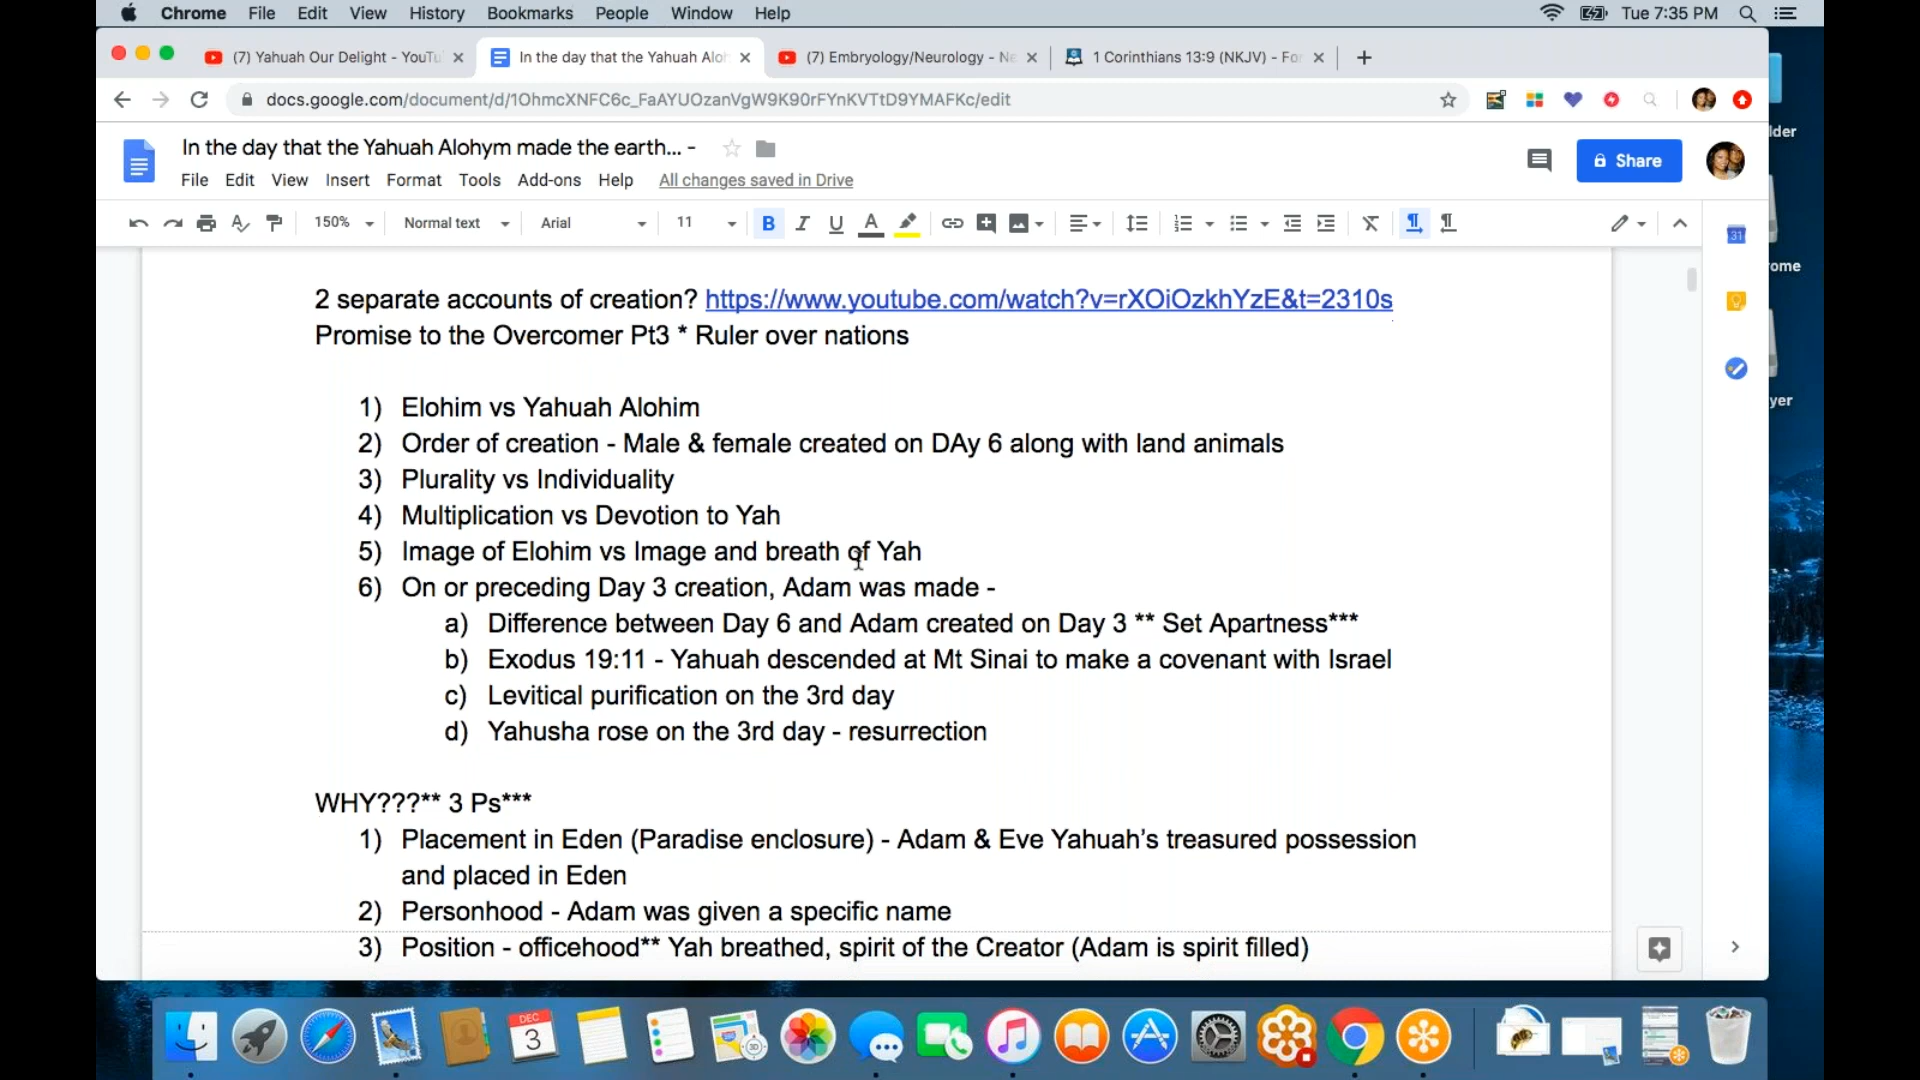 Chrome File Edit View History Bookmarks People Window Help Tue 7:35 PM
(7) Yahuah Our Delight - YouTu
In the day that the Yahuah Aloh
(7) Embryology/Neurology - Ne
1 Corinthians 13:9 (NKJV) - Fo
docs.google.com/document/d/1OhmcXNFC6c_FaAYUOzanVgW9K90rFYnKVTtD9YMAFKc/edit
In the day that the Yahuah Alohym made the earth... -
Share
File Edit View Insert Format Tools Add-ons Help All changes saved in Drive
150% Normal text Arial 11
2 separate accounts of creation? https://www.youtube.com/watch?v=rXOiOzkhYzE&t=2310s
Promise to the Overcomer Pt3 * Ruler over nations
1) Elohim vs Yahuah Alohim
2) Order of creation - Male & female created on DAy 6 along with land animals
3) Plurality vs Individuality
4) Multiplication vs Devotion to Yah
5) Image of Elohim vs Image and breath of Yah
6) On or preceding Day 3 creation, Adam was made -
a) Difference between Day 6 and Adam created on Day 3 ** Set Apartness***
b) Exodus 19:11 - Yahuah descended at Mt Sinai to make a covenant with Israel
c) Levitical purification on the 3rd day
d) Yahusha rose on the 3rd day - resurrection
WHY???** 3 Ps***
1) Placement in Eden (Paradise enclosure) - Adam & Eve Yahuah's treasured possession
and placed in Eden
2) Personhood - Adam was given a specific name
3) Position - officehood** Yah breathed, spirit of the Creator (Adam is spirit filled)
31
lder
ome
yer
DEC
3